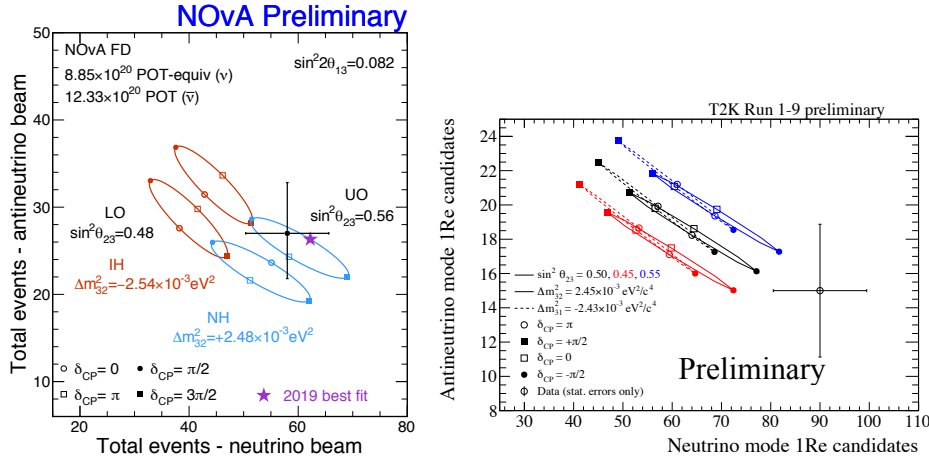 NOvA Preliminary
NOvA FD
8.85×10²⁰ POT-equiv (ν)
12.33×10²⁰ POT (ν̄)
sin²2θ₁₃=0.082
50
40
30
20
10
UO
sin²θ₂₃=0.56
LO
sin²θ₂₃=0.48
IH
Δm²₃₂=−2.54×10⁻³eV²
NH
Δm²₃₂=+2.48×10⁻³eV²
δCP= 0
δCP= π/2
δCP= π
δCP= 3π/2
2019 best fit
20 40 60 80
Total events - neutrino beam
Total events - antineutrino beam
T2K Run 1-9 preliminary
24
22
20
18
16
14
12
10
8
sin² θ₂₃ = 0.50, 0.45, 0.55
Δm²₃₂ = 2.45×10⁻³ eV²/c⁴
Δm²₃₁ = -2.43×10⁻³ eV²/c⁴
δCP = π
δCP = +π/2
δCP = 0
δCP = -π/2
Data (stat. errors only)
Preliminary
30 40 50 60 70 80 90 100 110
Neutrino mode 1Re candidates
Antineutrino mode 1Re candidates